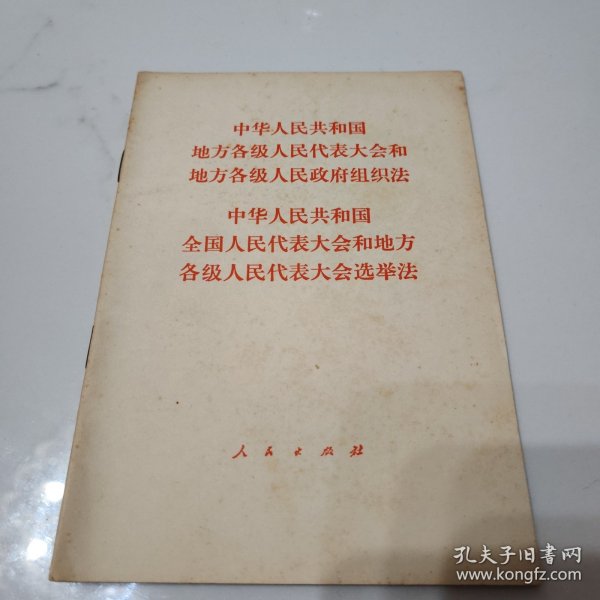 中华人民共和国
地方各级人民代表大会和
地方各级人民政府组织法
中华人民共和国
全国人民代表大会和地方
各级人民代表大会选举法
人民出版社
孔夫子旧书网
www.kongfz.com